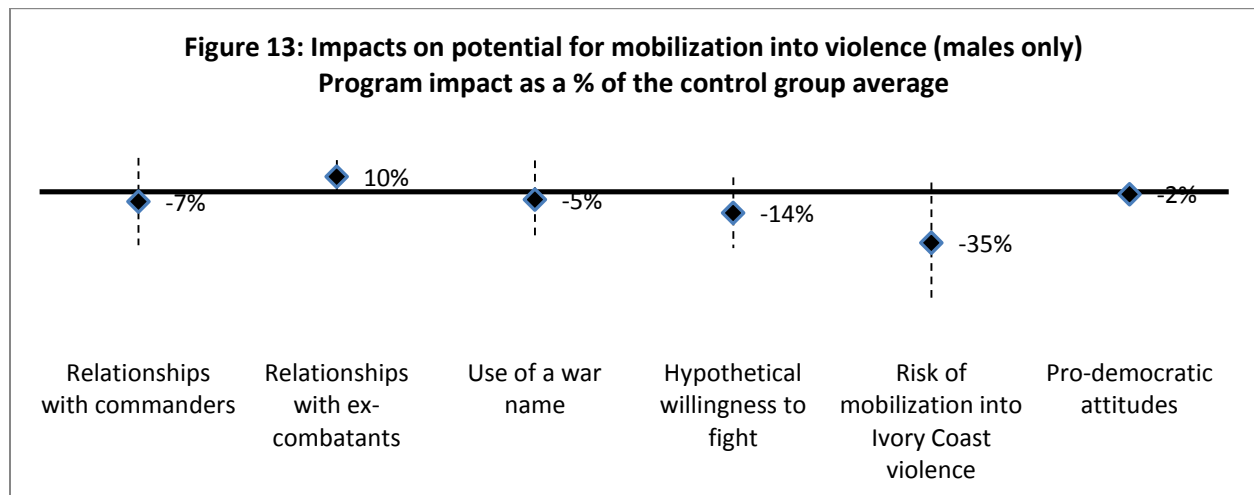 Figure 13: Impacts on potential for mobilization into violence (males only)
Program impact as a % of the control group average
-7%
10%
-5%
-14%
-35%
-2%
Relationships
with commanders
Relationships
with ex-
combatants
Use of a war
name
Hypothetical
willingness to
fight
Risk of
mobilization into
Ivory Coast
violence
Pro-democratic
attitudes